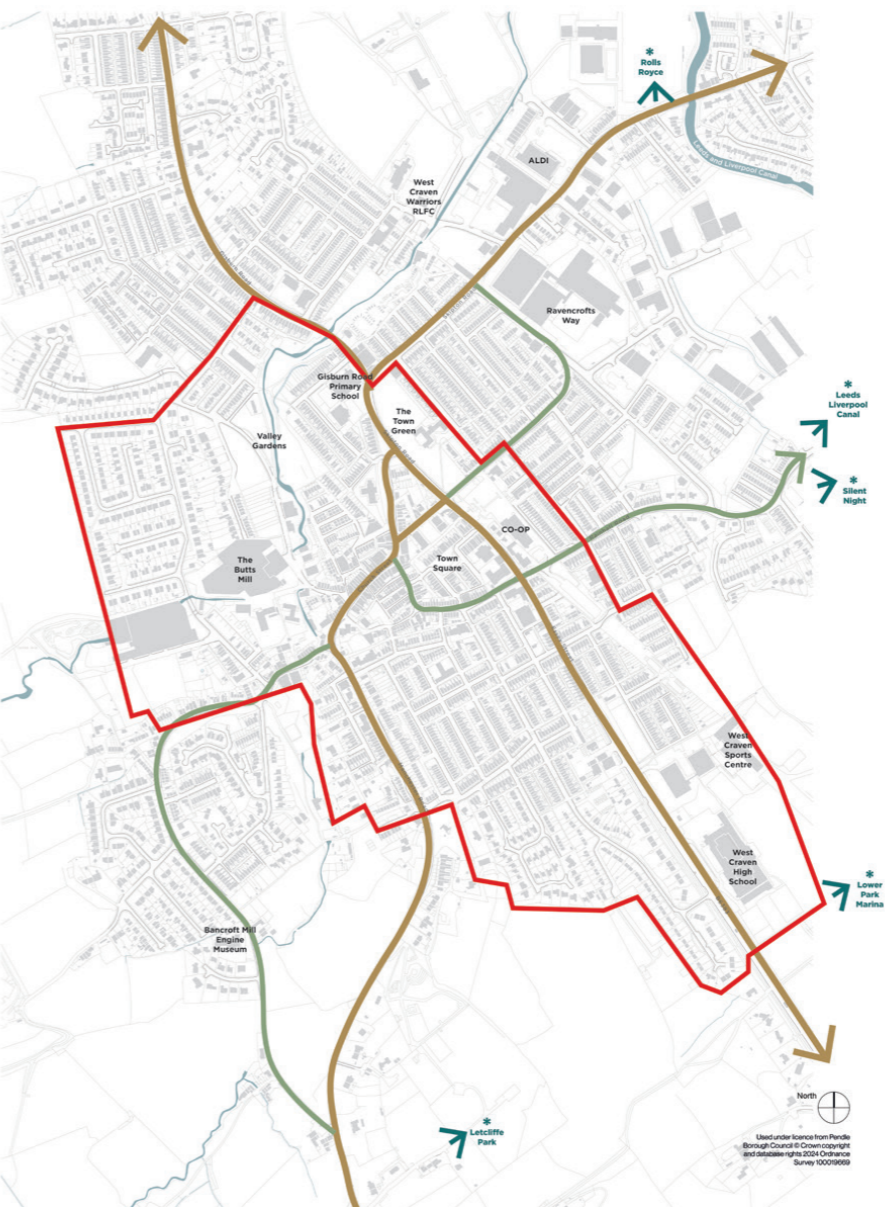 *
Rolls
Royce
ALDI
Leeds and Liverpool Canal
West
Craven
Warriors
RLFC
Ravencrofts
Way
Gisburn Road
Primary
School
*
Leeds
Liverpool
Canal
The
Town
Green
Valley
Gardens
*
Silent
Night
CO-OP
The
Butts
Mill
Town
Square
West
Craven
Sports
Centre
West
Craven
High
School
*
Lower
Park
Marina
Bancroft Mill
Engine
Museum
North
*
Letcliffe
Park
Used under licence from Pendle
Borough Council © Crown copyright
and database rights 2024 Ordnance
Survey 100019669